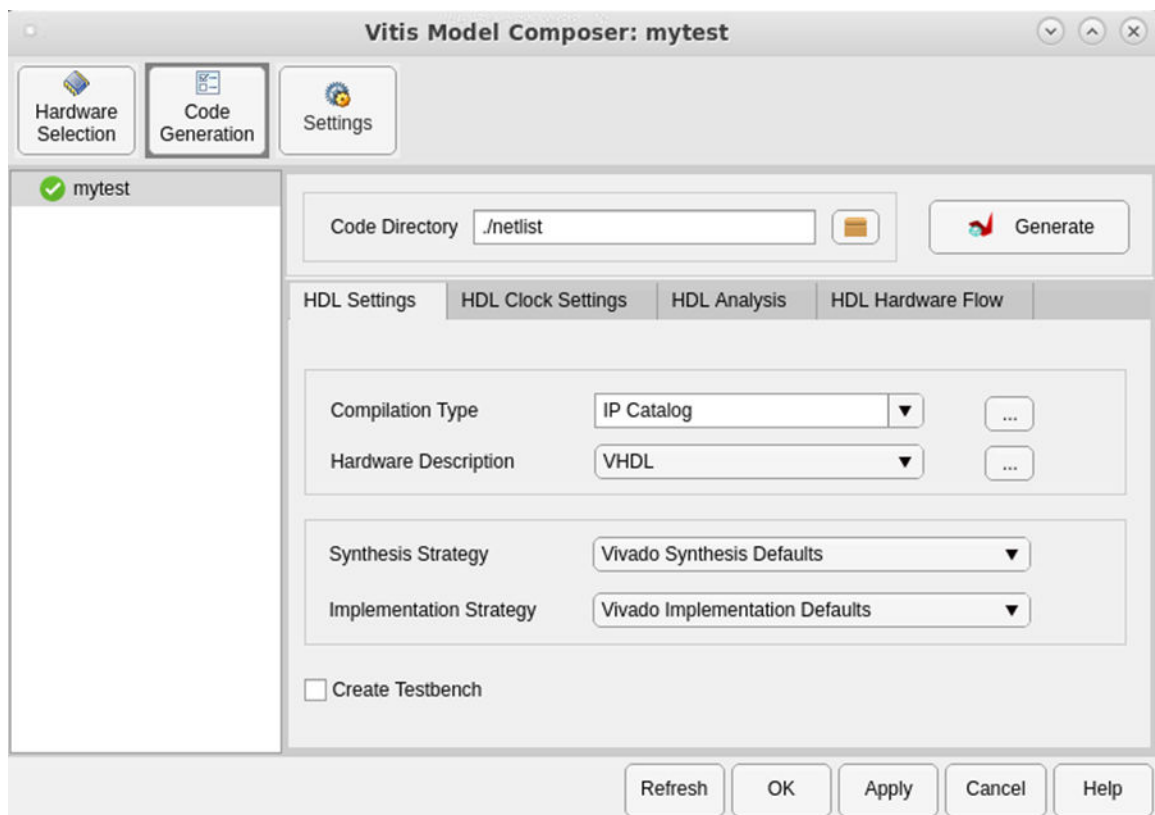 Vitis Model Composer: mytest
Hardware Selection
Code Generation
Settings
mytest
Code Directory ./netlist Generate
HDL Settings HDL Clock Settings HDL Analysis HDL Hardware Flow
Compilation Type IP Catalog ...
Hardware Description VHDL ...
Synthesis Strategy Vivado Synthesis Defaults
Implementation Strategy Vivado Implementation Defaults
Create Testbench
Refresh OK Apply Cancel Help